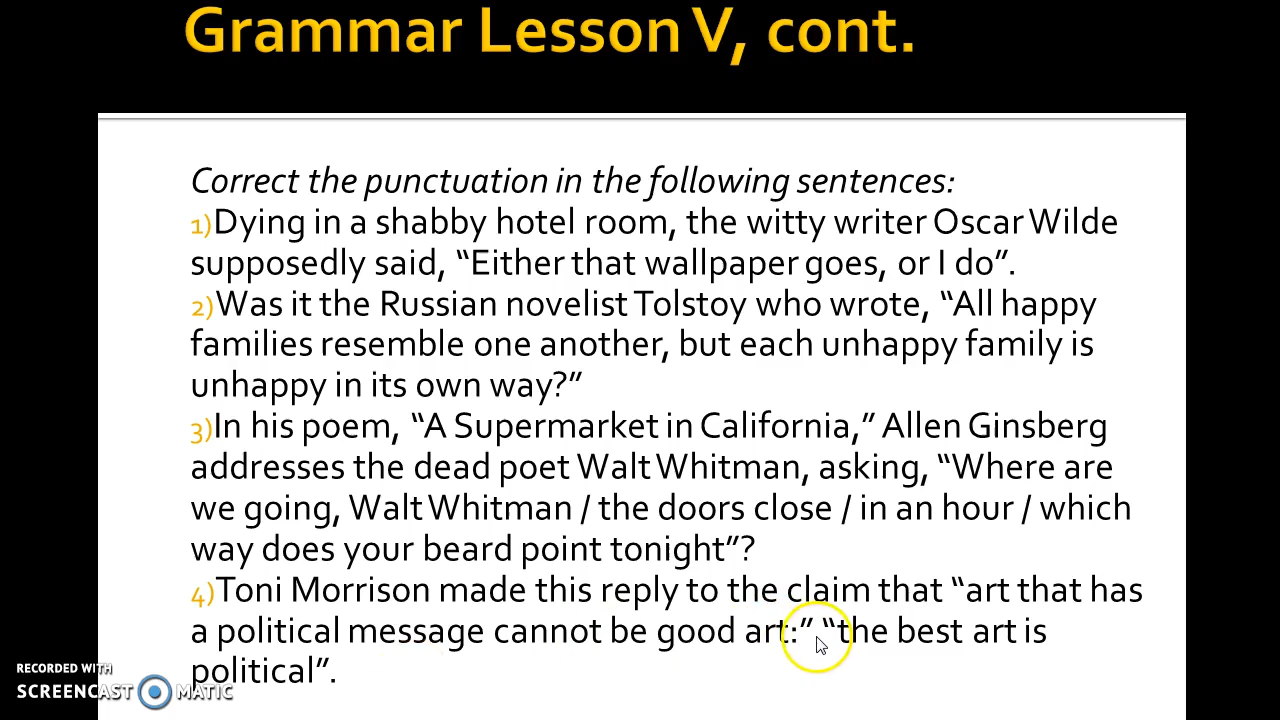 Grammar Lesson V, cont.
Correct the punctuation in the following sentences:
1)Dying in a shabby hotel room, the witty writer Oscar Wilde
supposedly said, “Either that wallpaper goes, or I do”.
2)Was it the Russian novelist Tolstoy who wrote, “All happy
families resemble one another, but each unhappy family is
unhappy in its own way?”
3)In his poem, “A Supermarket in California,” Allen Ginsberg
addresses the dead poet Walt Whitman, asking, “Where are
we going, Walt Whitman / the doors close / in an hour / which
way does your beard point tonight”?
4)Toni Morrison made this reply to the claim that “art that has
a political message cannot be good art:” “the best art is
political”.
RECORDED WITH
SCREENCAST MATIC